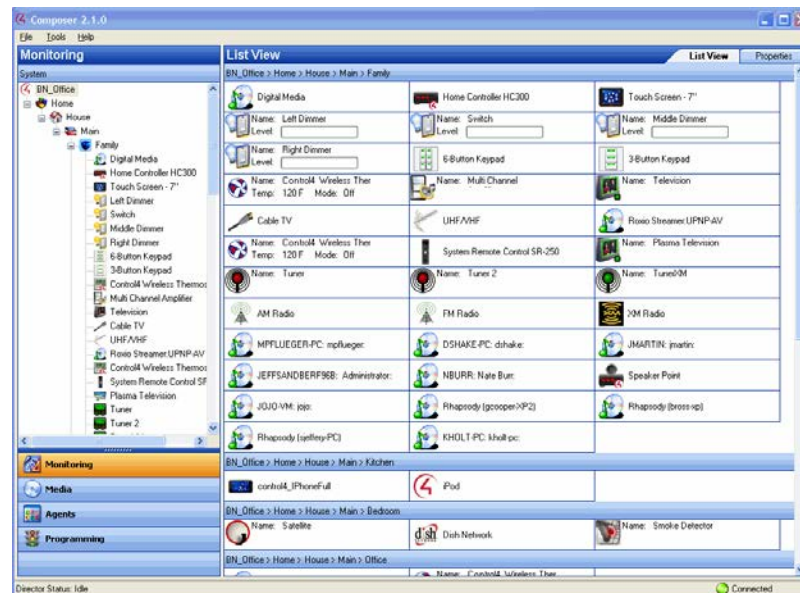 Composer 2.1.0
File Tools Help
Monitoring
System
BN_Office
Home
House
Main
Family
Digital Media
Home Controller HC300
Touch Screen - 7"
Left Dimmer
Switch
Middle Dimmer
Right Dimmer
6-Button Keypad
3-Button Keypad
Control4 Wireless Thermos
Multi Channel Amplifier
Television
Cable TV
UHF/VHF
Roxio Streamer:UPNP-AV
Control4 Wireless Thermos
System Remote Control SF
Plasma Television
Tuner
Tuner 2
Monitoring
Media
Agents
Programming
List View
List View Properties
BN_Office > Home > House > Main > Family
Digital Media Home Controller HC300 Touch Screen - 7"
Name: Left Dimmer Name: Switch Name: Middle Dimmer
Level: Level: Level:
Name: Right Dimmer
Level: 6-Button Keypad 3-Button Keypad
Name: Control4 Wireless Ther Name: Multi Channel Name: Television
Temp: 120 F Mode: Off
Cable TV UHF/VHF Roxio Streamer:UPNP-AV
Name: Control4 Wireless Ther System Remote Control SR-250 Name: Plasma Television
Temp: 120 F Mode: Off
Name: Tuner Name: Tuner 2 Name: TunerXM
AM Radio FM Radio XM Radio
MPFLUEGER-PC: mpflueger: DSHAKE-PC: dshake: JMARTIN: jmartin:
JEFFSANDBERF96B: Administrator: NBURR: Nate Burr: Speaker Point
JOJO-VM: jojo: Rhapsody (gcooper-XP2) Rhapsody (bross-xp)
Rhapsody (sjeffery-PC) KHOLT-PC: kholt-pc:
BN_Office > Home > House > Main > Kitchen
control4_IPhoneFull iPod
BN_Office > Home > House > Main > Bedroom
Name: Satellite dish Dish Network Name: Smoke Detector
BN_Office > Home > House > Main > Office
Name: Control4 Wireless Ther
Director Status: Idle
Connected